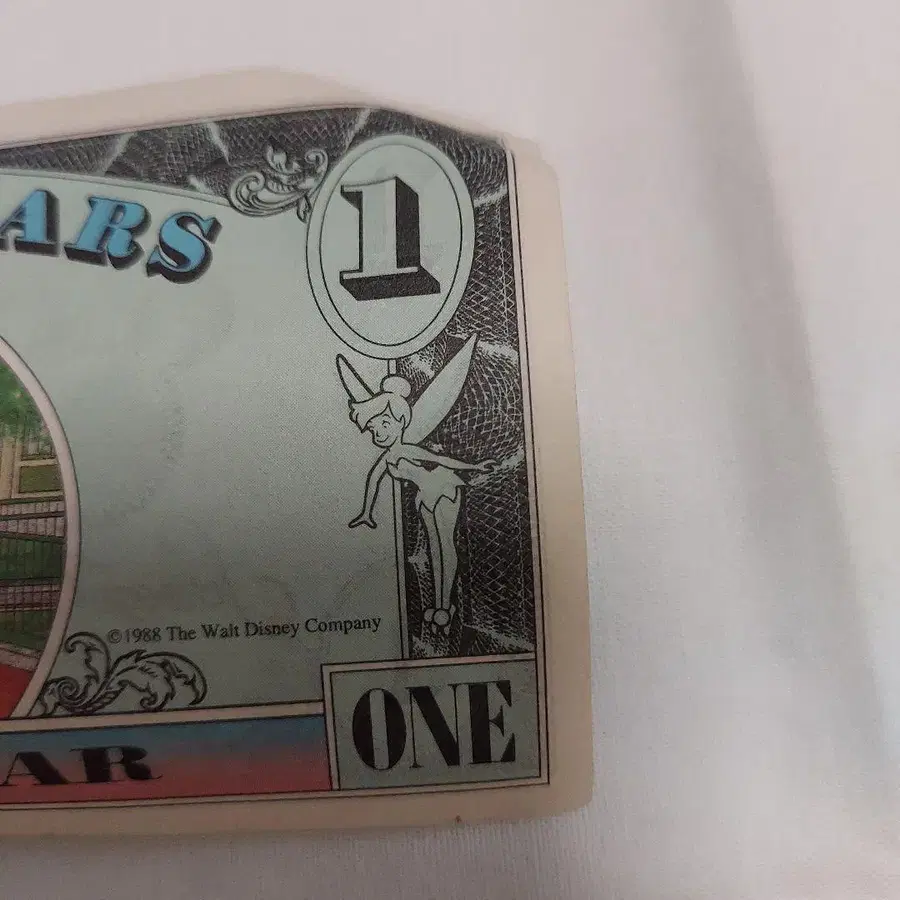 ARS
1
©1988 The Walt Disney Company
ONE
AR